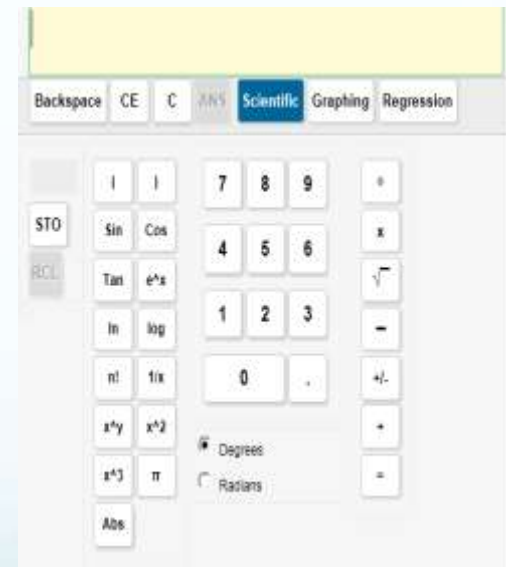 Backspace CE C ANS Scientific Graphing Regression
( ) 7 8 9 ÷
STO Sin Cos 4 5 6 x
RCL Tan e^x √
ln log 1 2 3 −
n! 1/x 0 . +/-
x^y x^2 +
Degrees
x^3 π =
Radians
Abs